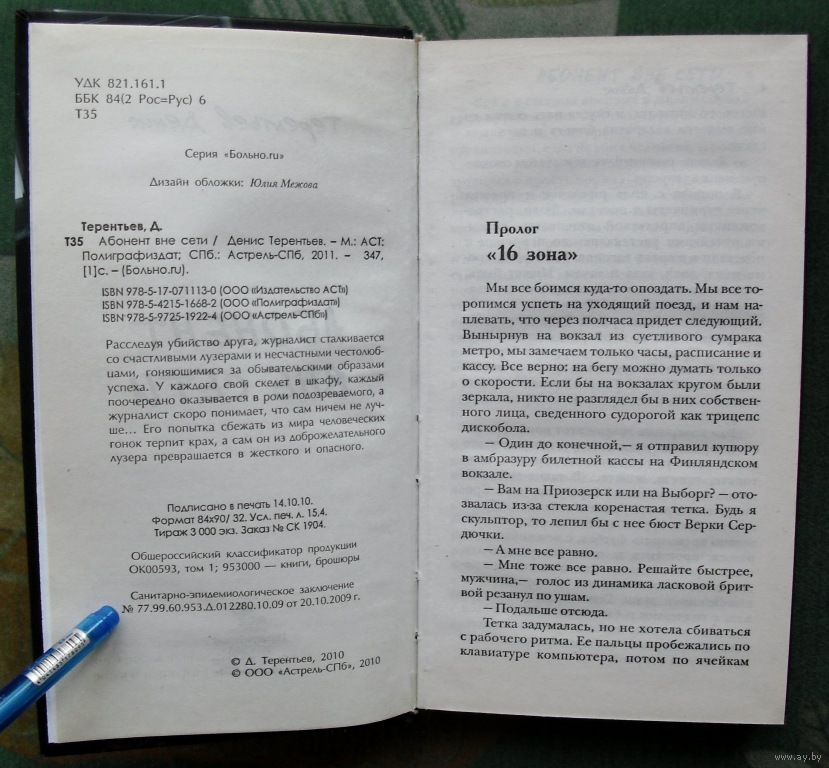 УДК 821.161.1
ББК 84(2 Рос=Рус) 6
Т35
Серия «Больно.ru»
Дизайн обложки: Юлия Межова
Терентьев, Д.
Т35 Абонент вне сети / Денис Терентьев. – М.: АСТ;
Полиграфиздат; СПб.: Астрель-СПб, 2011. – 347,
[1]с. – (Больно.ru).
ISBN 978-5-17-071113-0 (ООО «Издательство АСТ»)
ISBN 978-5-4215-1668-2 (ООО «Полиграфиздат»)
ISBN 978-5-9725-1922-4 (ООО «Астрель-СПб»)
Расследуя убийство друга, журналист сталкивается
со счастливыми лузерами и несчастными честолюб-
цами, гоняющимися за обывательскими образами
успеха. У каждого свой скелет в шкафу, каждый
поочередно оказывается в роли подозреваемого, а
журналист скоро понимает, что сам ничем не луч-
ше... Его попытка сбежать из мира человеческих
гонок терпит крах, а сам он из доброжелательного
лузера превращается в жесткого и опасного.
Подписано в печать 14.10.10.
Формат 84х90/ 32. Усл. печ. л. 15,4.
Тираж 3 000 экз. Заказ № СК 1904.
Общероссийский классификатор продукции
ОК00593, том 1; 953000 — книги, брошюры
Санитарно-эпидемиологическое заключение
№ 77.99.60.953.Д.012280.10.09 от 20.10.2009 г.
© Д. Терентьев, 2010
© ООО «Астрель-СПб», 2010
Пролог
«16 зона»
Мы все боимся куда-то опоздать. Мы все то-
ропимся успеть на уходящий поезд, и нам на-
плевать, что через полчаса придет следующий.
Вынырнув на вокзал из суетливого сумрака
метро, мы замечаем только часы, расписание и
кассу. Все верно: на бегу можно думать только
о скорости. Если бы на вокзалах кругом были
зеркала, никто не разглядел бы в них собствен-
ного лица, сведенного судорогой как трицепс
дискобола.
— Один до конечной,— я отправил купюру
в амбразуру билетной кассы на Финляндском
вокзале.
— Вам на Приозерск или на Выборг? — ото-
звалась из-за стекла коренастая тетка. Будь я
скульптор, то лепил бы с нее бюст Верки Сер-
дючки.
— А мне все равно.
— Мне тоже все равно. Решайте быстрее,
мужчина,— голос из динамика ласковой брит-
вой резанул по ушам.
— Подальше отсюда.
Тетка задумалась, но не хотела сбиваться
с рабочего ритма. Ее пальцы пробежались по
клавиатуре компьютера, потом по ячейкам
www.ay.by